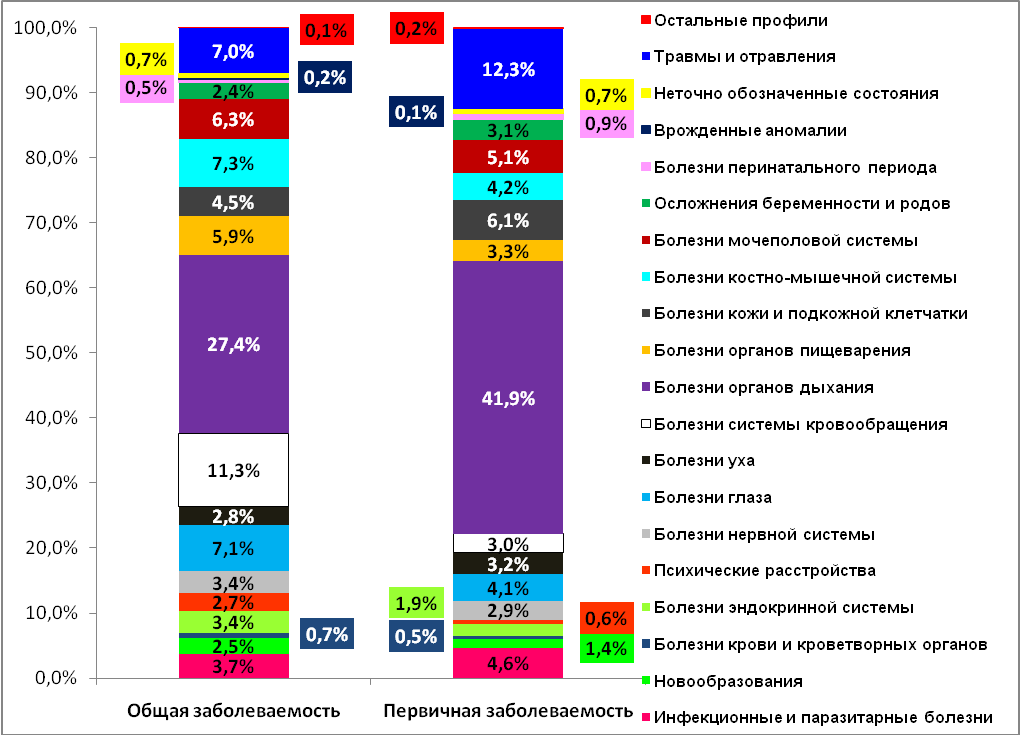 100,0%
90,0%
80,0%
70,0%
60,0%
50,0%
40,0%
30,0%
20,0%
10,0%
0,0%
0,1%
7,0%
0,7%
0,2%
0,5%
2,4%
6,3%
7,3%
4,5%
5,9%
27,4%
11,3%
2,8%
7,1%
3,4%
2,7%
3,4%
0,7%
2,5%
3,7%
Общая заболеваемость
0,2%
12,3%
0,7%
0,1%
0,9%
3,1%
5,1%
4,2%
6,1%
3,3%
41,9%
3,0%
3,2%
4,1%
2,9%
1,9%
0,6%
0,5%
1,4%
4,6%
Первичная заболеваемость
Остальные профили
Травмы и отравления
Неточно обозначенные состояния
Врожденные аномалии
Болезни перинатального периода
Осложнения беременности и родов
Болезни мочеполовой системы
Болезни костно-мышечной системы
Болезни кожи и подкожной клетчатки
Болезни органов пищеварения
Болезни органов дыхания
Болезни системы кровообращения
Болезни уха
Болезни глаза
Болезни нервной системы
Психические расстройства
Болезни эндокринной системы
Болезни крови и кроветворных органов
Новообразования
Инфекционные и паразитарные болезни